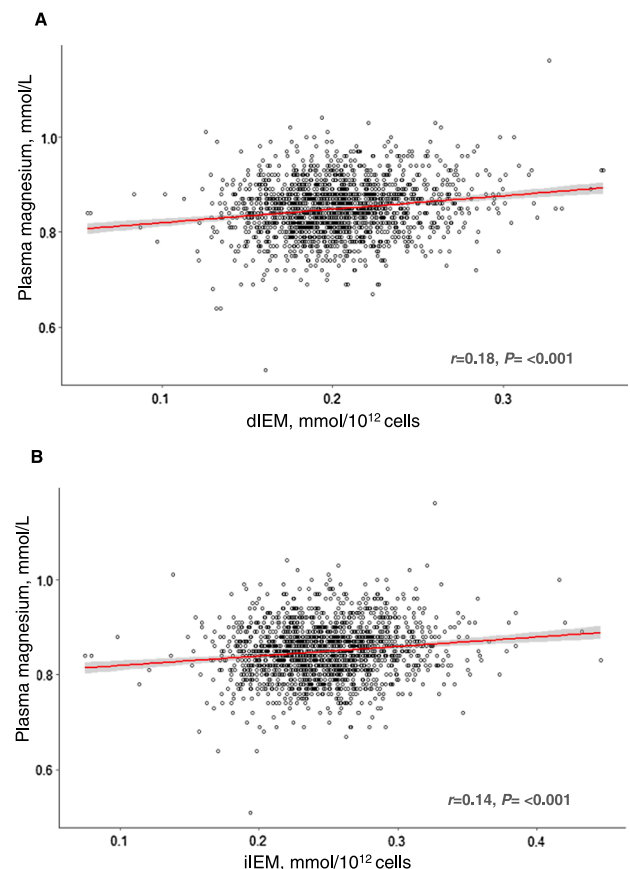 A
Plasma magnesium, mmol/L
1.0
0.8
0.6
r=0.18, P= <0.001
0.1 0.2 0.3
dIEM, mmol/10¹² cells
B
Plasma magnesium, mmol/L
1.0
0.8
0.6
r=0.14, P= <0.001
0.1 0.2 0.3 0.4
iIEM, mmol/10¹² cells